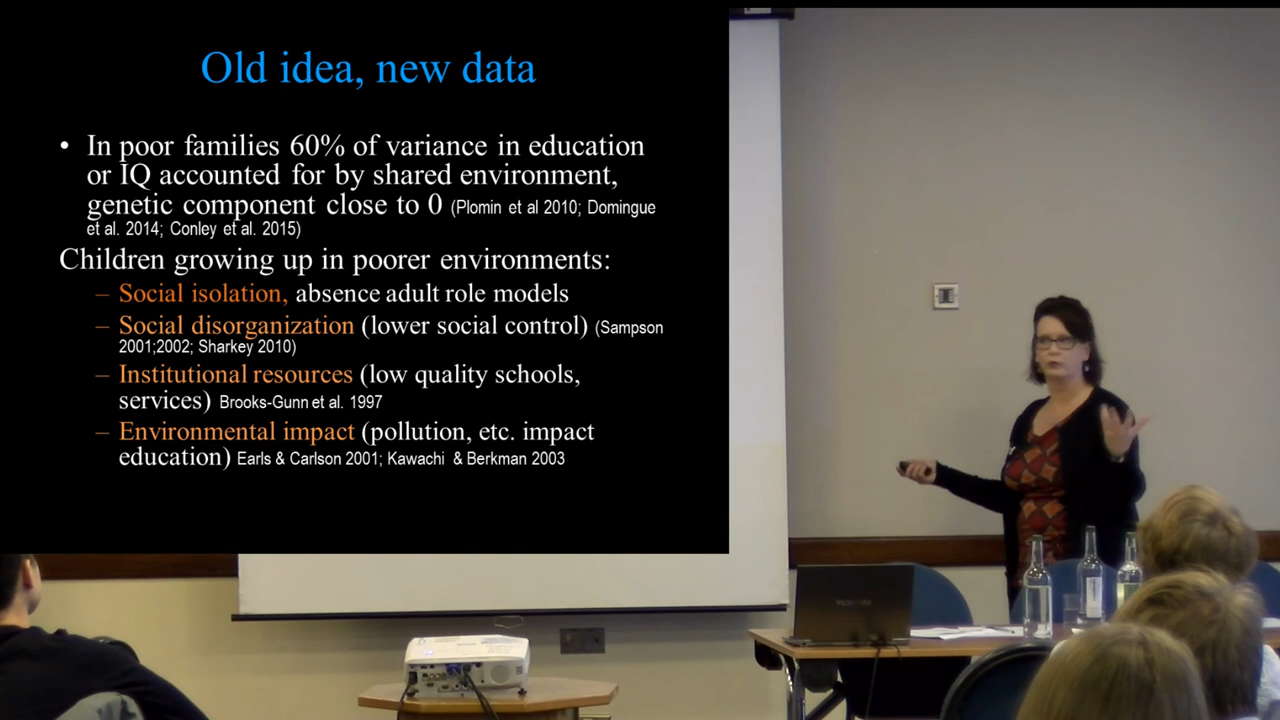 Old idea, new data
• In poor families 60% of variance in education
or IQ accounted for by shared environment,
genetic component close to 0 (Plomin et al 2010; Domingue
et al. 2014; Conley et al. 2015)
Children growing up in poorer environments:
– Social isolation, absence adult role models
– Social disorganization (lower social control) (Sampson
2001;2002; Sharkey 2010)
– Institutional resources (low quality schools,
services) Brooks-Gunn et al. 1997
– Environmental impact (pollution, etc. impact
education) Earls & Carlson 2001; Kawachi & Berkman 2003
TOSHIBA